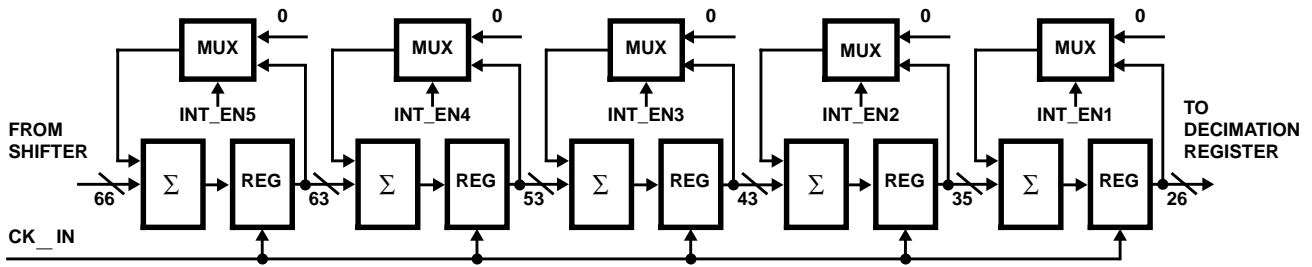 0 0 0 0 0
MUX MUX MUX MUX MUX
INT_EN5 INT_EN4 INT_EN3 INT_EN2 INT_EN1
FROM
SHIFTER
TO
DECIMATION
REGISTER
Σ REG Σ REG Σ REG Σ REG Σ REG
66 63 53 43 35 26
CK_IN